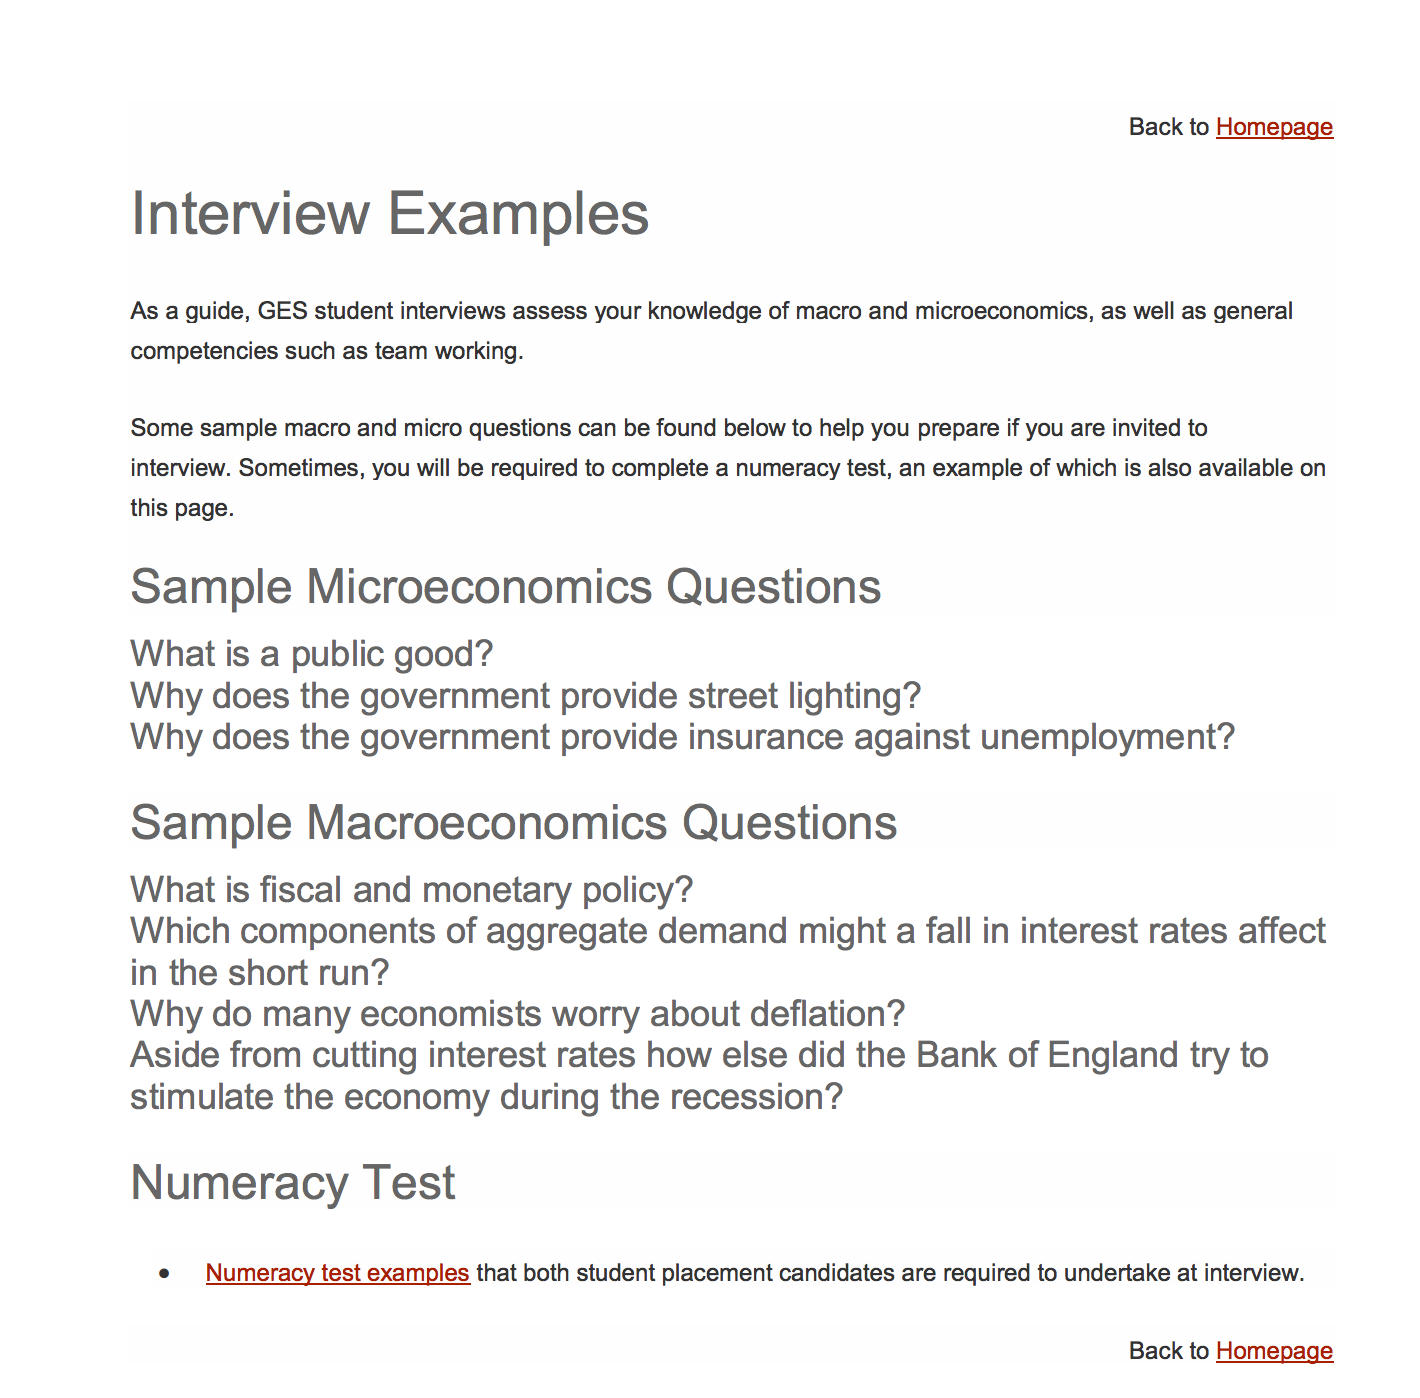 Back to Homepage
Interview Examples
As a guide, GES student interviews assess your knowledge of macro and microeconomics, as well as general
competencies such as team working.
Some sample macro and micro questions can be found below to help you prepare if you are invited to
interview. Sometimes, you will be required to complete a numeracy test, an example of which is also available on
this page.
Sample Microeconomics Questions
What is a public good?
Why does the government provide street lighting?
Why does the government provide insurance against unemployment?
Sample Macroeconomics Questions
What is fiscal and monetary policy?
Which components of aggregate demand might a fall in interest rates affect
in the short run?
Why do many economists worry about deflation?
Aside from cutting interest rates how else did the Bank of England try to
stimulate the economy during the recession?
Numeracy Test
• Numeracy test examples that both student placement candidates are required to undertake at interview.
Back to Homepage